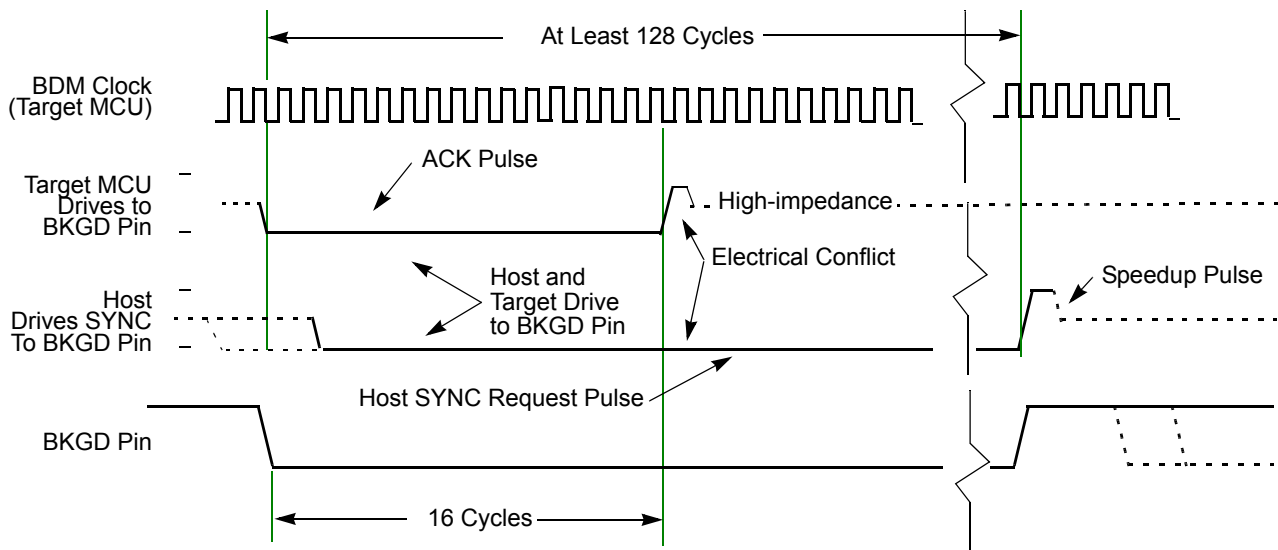 At Least 128 Cycles
BDM Clock
(Target MCU)
ACK Pulse
Target MCU
Drives to
BKGD Pin
High-impedance
Electrical Conflict
Host and
Target Drive
to BKGD Pin
Speedup Pulse
Host
Drives SYNC
To BKGD Pin
Host SYNC Request Pulse
BKGD Pin
16 Cycles